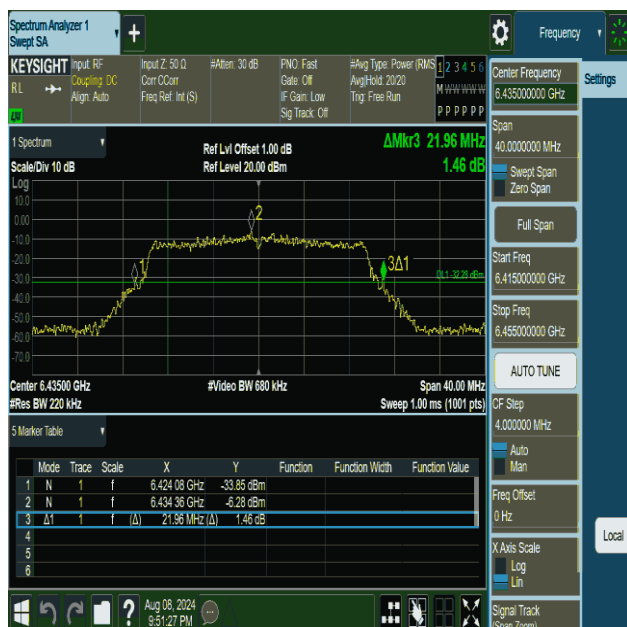 Spectrum Analyzer 1
Swept SA
+
Frequency
KEYSIGHT
RL
Input: RF
Coupling: DC
Align: Auto
Input Z: 50 Ω
Corr CCorr
Freq Ref: Int (S)
#Atten: 30 dB
PNO: Fast
Gate: Off
IF Gain: Low
Sig Track: Off
#Avg Type: Power (RMS
Avg|Hold: 20/20
Trig: Free Run
1 2 3 4 5 6
M W W W W W
P P P P P P
1 Spectrum
Scale/Div 10 dB
Ref Lvl Offset 1.00 dB
Ref Level 20.00 dBm
ΔMkr3 21.96 MHz
1.46 dB
Log
10.0
0.00
-10.0
-20.0
-30.0
-40.0
-50.0
-60.0
-70.0
1
2
3Δ1
DL1 -32.28 dBm
Center 6.43500 GHz
#Video BW 680 kHz
Span 40.00 MHz
#Res BW 220 kHz
Sweep 1.00 ms (1001 pts)
5 Marker Table
Mode Trace Scale X Y Function Function Width Function Value
1 N 1 f 6.424 08 GHz -33.85 dBm
2 N 1 f 6.434 36 GHz -6.28 dBm
3 Δ1 1 f (Δ) 21.96 MHz (Δ) 1.46 dB
4
5
6
Aug 08, 2024
9:51:27 PM
?
Center Frequency
6.435000000 GHz
Span
40.0000000 MHz
Swept Span
Zero Span
Full Span
Start Freq
6.415000000 GHz
Stop Freq
6.455000000 GHz
AUTO TUNE
CF Step
4.000000 MHz
Auto
Man
Freq Offset
0 Hz
X Axis Scale
Log
Lin
Signal Track
(Span Zoom)
Settings
Local